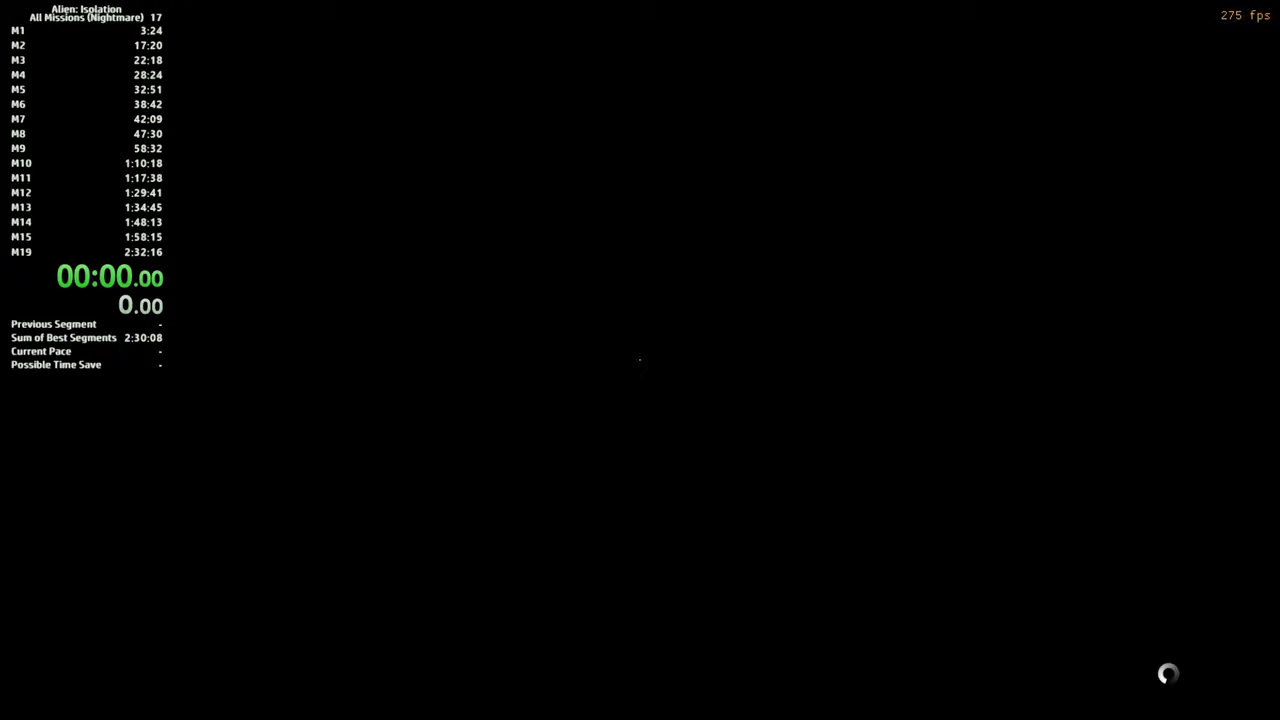 Alien: Isolation
All Missions (Nightmare) 17
275 fps
M1 3:24
M2 17:20
M3 22:18
M4 28:24
M5 32:51
M6 38:42
M7 42:09
M8 47:30
M9 58:32
M10 1:10:18
M11 1:17:38
M12 1:29:41
M13 1:34:45
M14 1:48:13
M15 1:58:15
M19 2:32:16
00:00.00
0.00
Previous Segment -
Sum of Best Segments 2:30:08
Current Pace -
Possible Time Save -